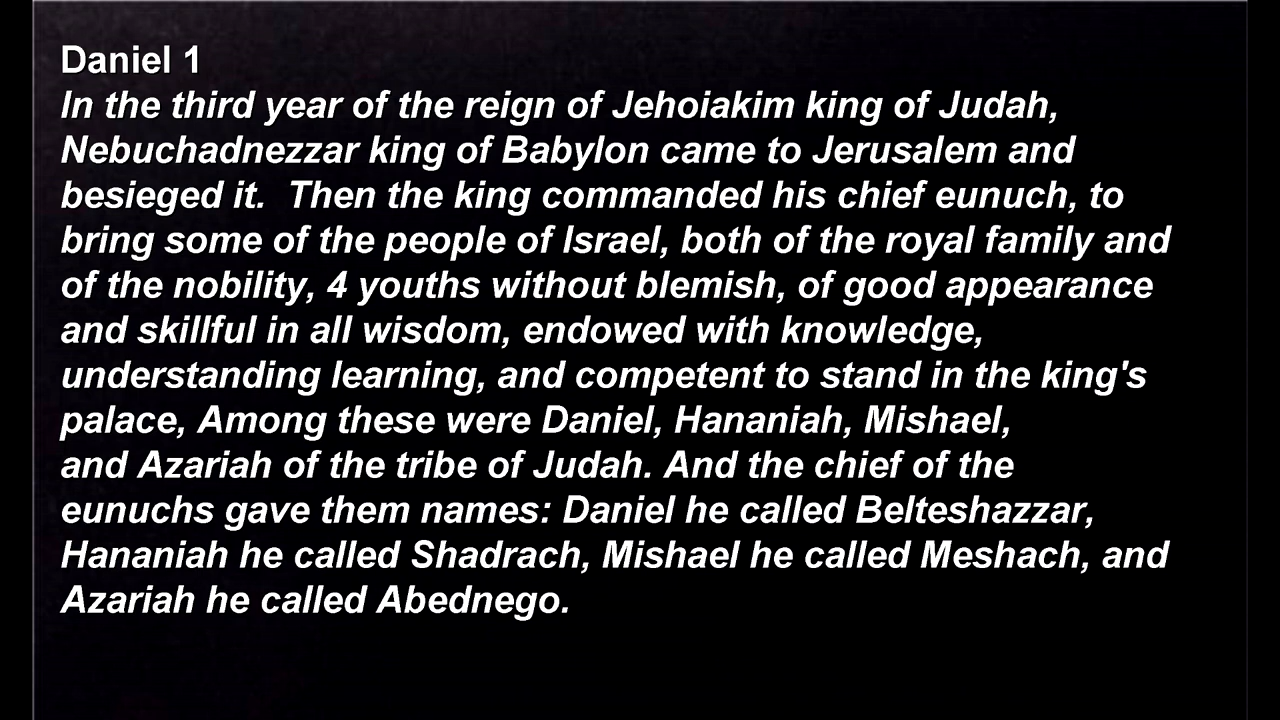 Daniel 1
In the third year of the reign of Jehoiakim king of Judah,
Nebuchadnezzar king of Babylon came to Jerusalem and
besieged it.  Then the king commanded his chief eunuch, to
bring some of the people of Israel, both of the royal family and
of the nobility, 4 youths without blemish, of good appearance
and skillful in all wisdom, endowed with knowledge,
understanding learning, and competent to stand in the king's
palace, Among these were Daniel, Hananiah, Mishael,
and Azariah of the tribe of Judah. And the chief of the
eunuchs gave them names: Daniel he called Belteshazzar,
Hananiah he called Shadrach, Mishael he called Meshach, and
Azariah he called Abednego.